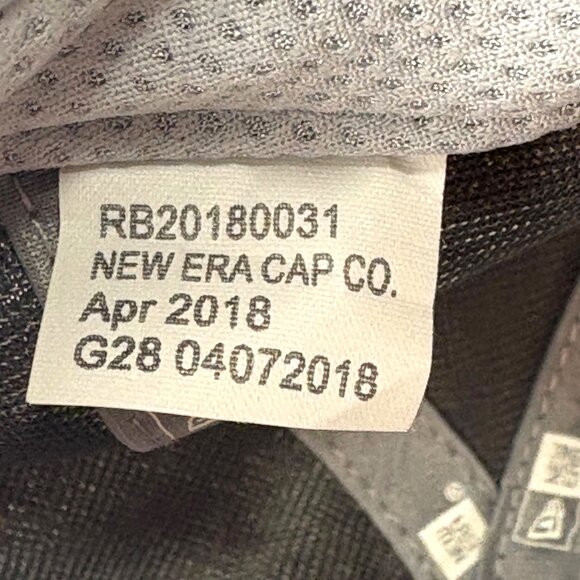 RB20180031
NEW ERA CAP CO.
Apr 2018
G28 04072018